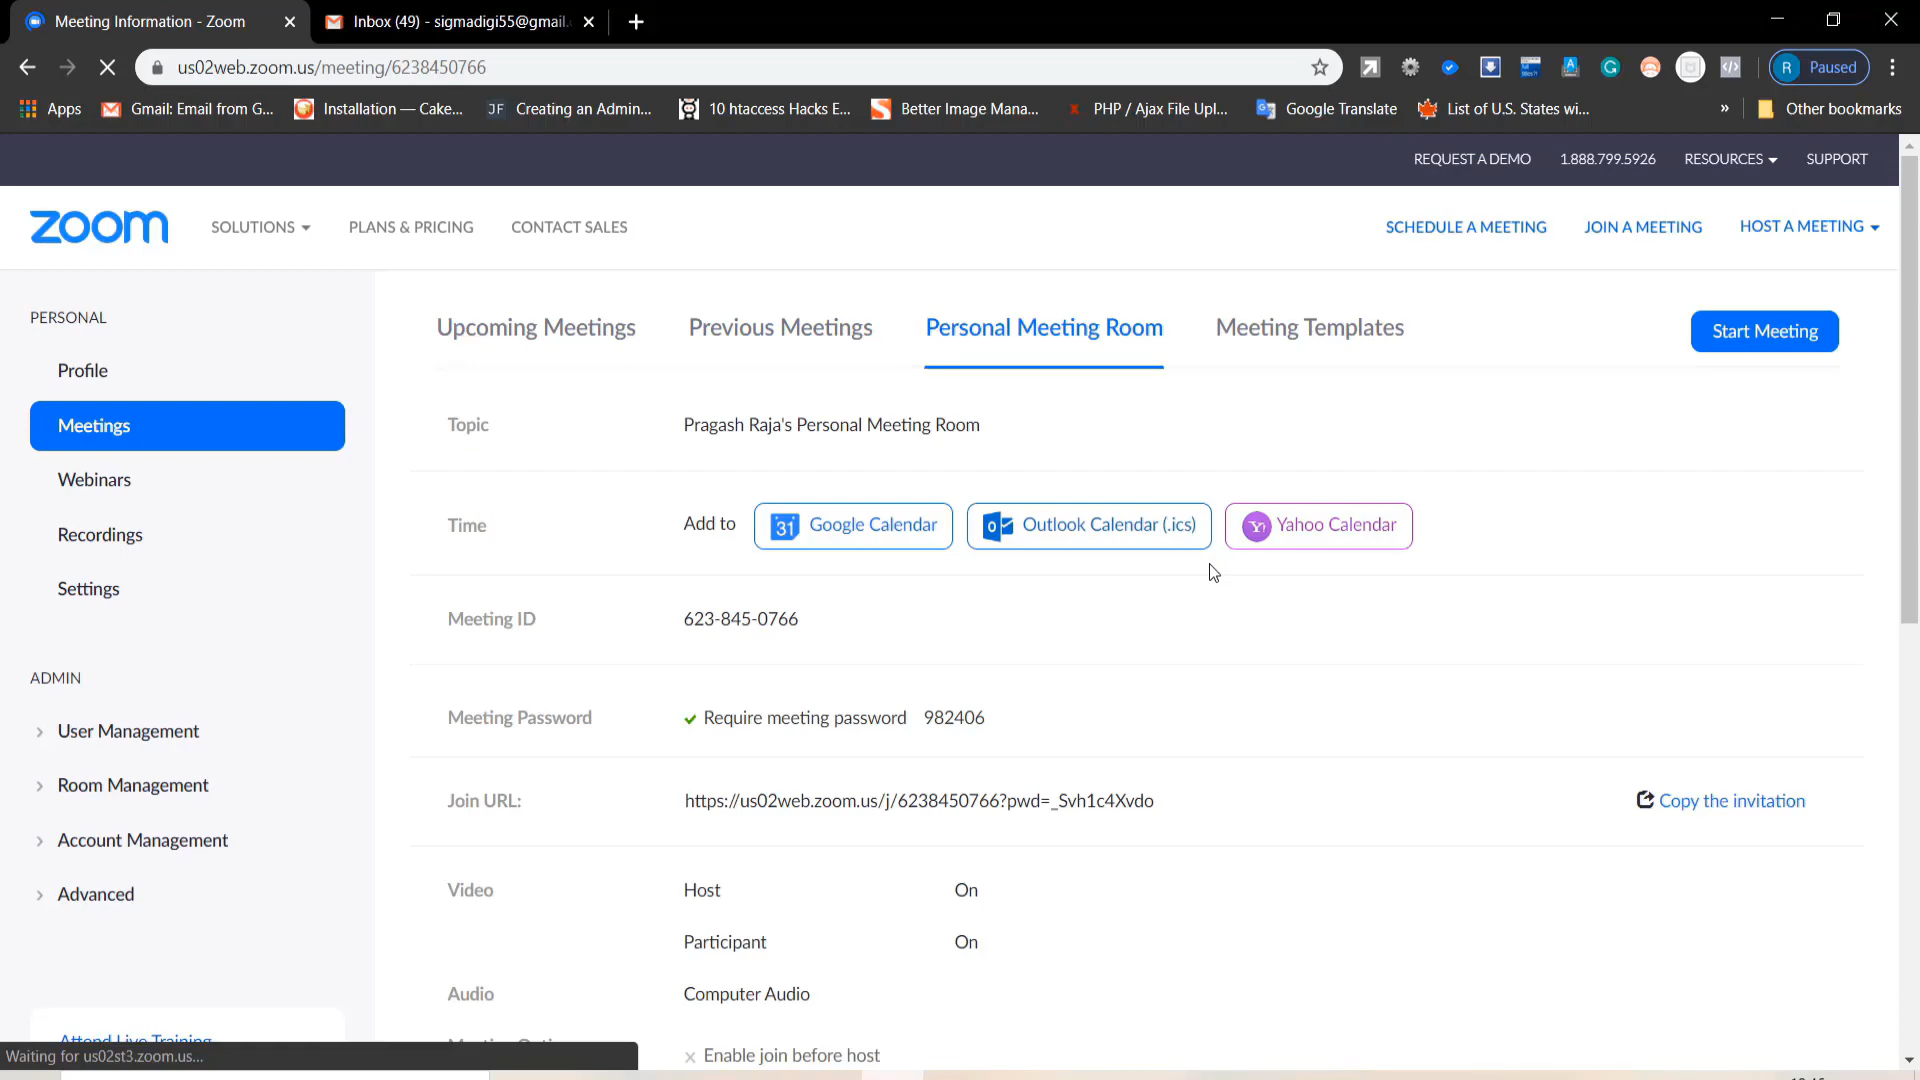 Meeting Information - Zoom
Inbox (49) - sigmadigi55@gmail.
us02web.zoom.us/meeting/6238450766
R Paused
Apps Gmail: Email from G... Installation — Cake... JF Creating an Admin... 10 htaccess Hacks E... Better Image Mana... PHP / Ajax File Upl... Google Translate List of U.S. States wi... » Other bookmarks
REQUEST A DEMO 1.888.799.5926 RESOURCES SUPPORT
zoom SOLUTIONS PLANS & PRICING CONTACT SALES SCHEDULE A MEETING JOIN A MEETING HOST A MEETING
PERSONAL
Profile
Meetings
Webinars
Recordings
Settings
ADMIN
User Management
Room Management
Account Management
Advanced
Attend Live Training
Upcoming Meetings Previous Meetings Personal Meeting Room Meeting Templates Start Meeting
Topic Pragash Raja's Personal Meeting Room
Time Add to 31 Google Calendar Outlook Calendar (.ics) Yahoo Calendar
Meeting ID 623-845-0766
Meeting Password Require meeting password 982406
Join URL: https://us02web.zoom.us/j/6238450766?pwd=_Svh1c4Xvdo Copy the invitation
Video Host On
Participant On
Audio Computer Audio
Enable join before host
Waiting for us02st3.zoom.us...